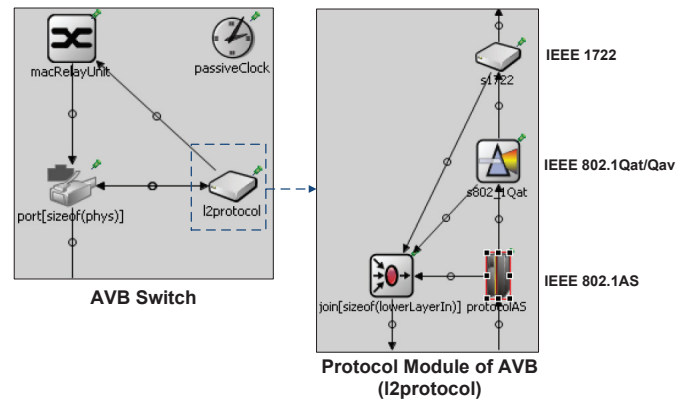 macRelayUnit
passiveClock
port[sizeof(phys)]
l2protocol
AVB Switch
s1722
IEEE 1722
s802_1Qat
IEEE 802.1Qat/Qav
join[sizeof(lowerLayerIn)]
protocolAS
IEEE 802.1AS
Protocol Module of AVB
(l2protocol)